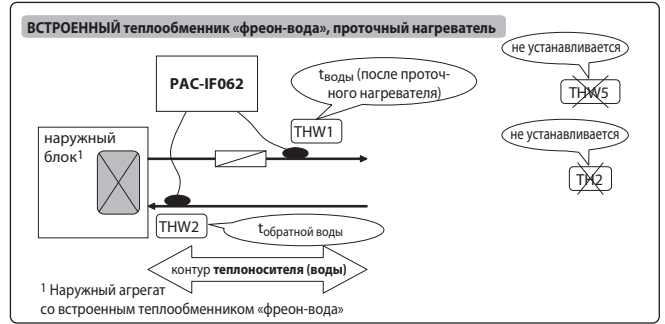 ВСТРОЕННЫЙ теплообменник «фреон-вода», проточный нагреватель
PAC-IF062
tводы (после проточ-
ного нагревателя)
THW1
не устанавливается
THW5
не устанавливается
TH2
наружный
блок1
THW2
tобратной воды
контур теплоносителя (воды)
1 Наружный агрегат
со встроенным теплообменником «фреон-вода»